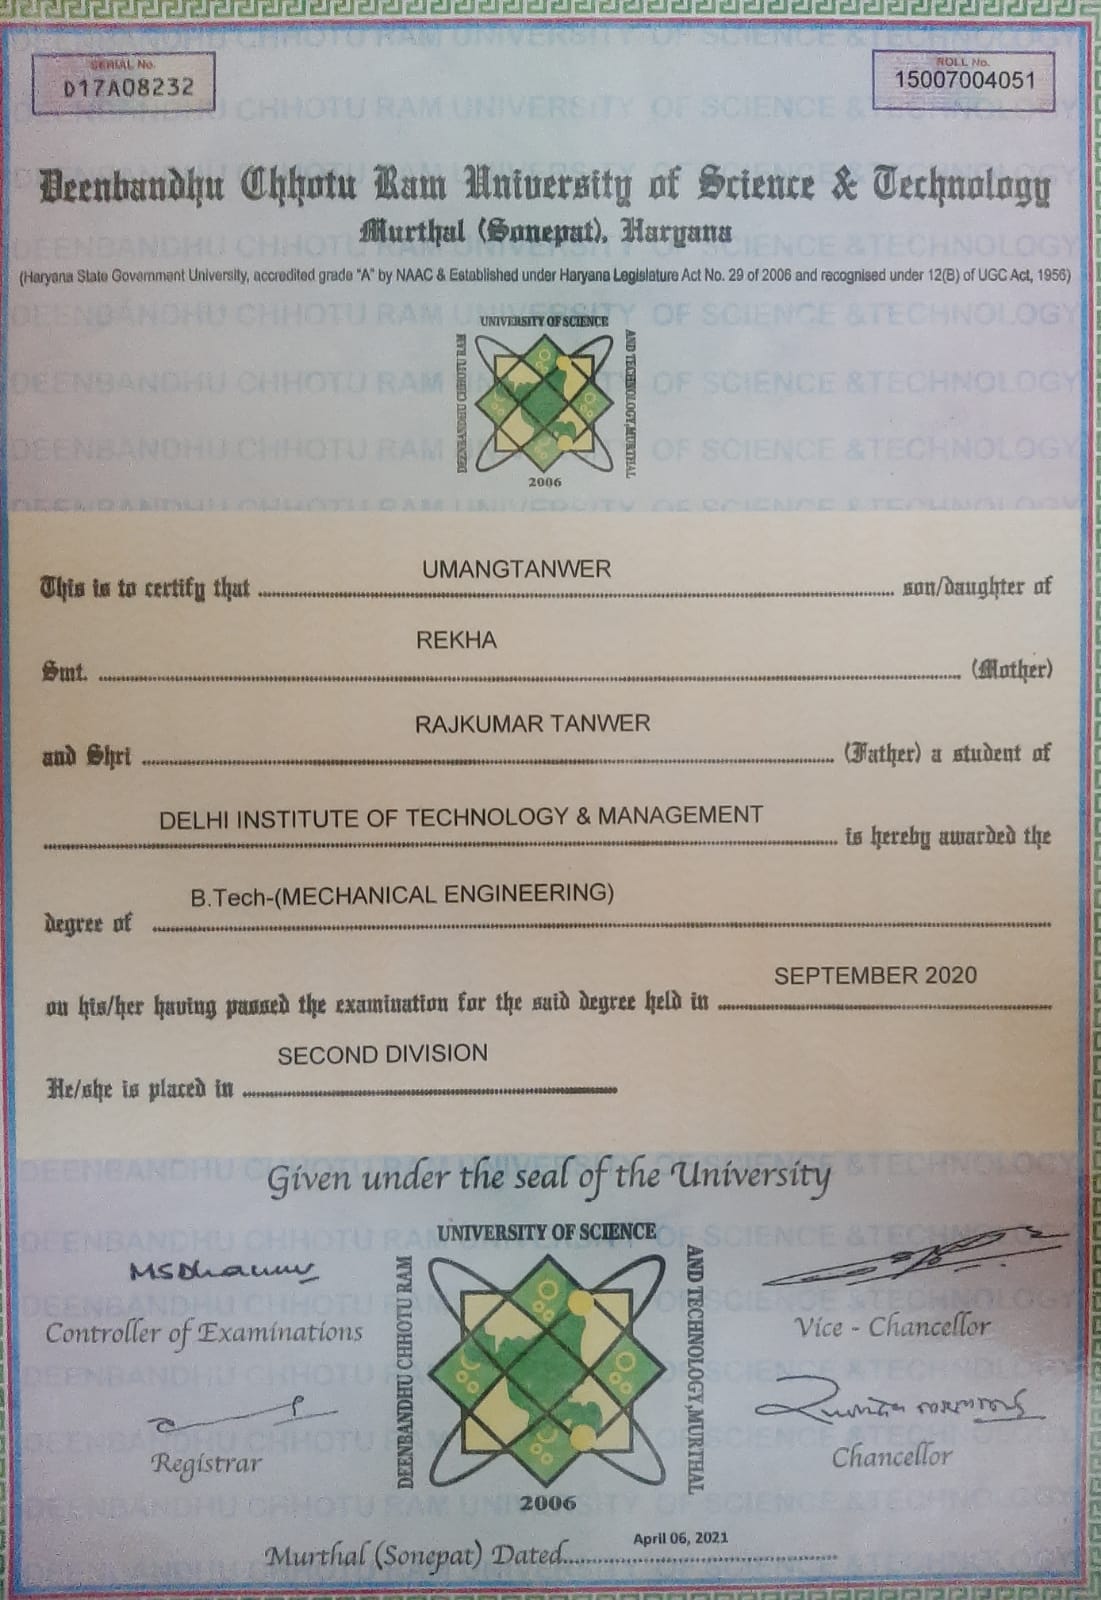 SERIAL No.
D17A08232
ROLL No.
15007004051
Deenbandhu Chhotu Ram University of Science & Technology
Murthal (Sonepat), Haryana
(Haryana State Government University, accredited grade "A" by NAAC & Established under Haryana Legislature Act No. 29 of 2006 and recognised under 12(B) of UGC Act, 1956)
UNIVERSITY OF SCIENCE
DEENBANDHU CHHOTU RAM
AND TECHNOLOGY,MURTHAL
2006
UMANGTANWER
This is to certify that son/daughter of
REKHA
Smt. (Mother)
RAJKUMAR TANWER
and Shri (Father) a student of
DELHI INSTITUTE OF TECHNOLOGY & MANAGEMENT
is hereby awarded the
B.Tech-(MECHANICAL ENGINEERING)
degree of
SEPTEMBER 2020
on his/her having passed the examination for the said degree held in
SECOND DIVISION
He/she is placed in
Given under the seal of the University
UNIVERSITY OF SCIENCE
DEENBANDHU CHHOTU RAM
AND TECHNOLOGY,MURTHAL
2006
Controller of Examinations
Vice - Chancellor
Registrar
Chancellor
April 06, 2021
Murthal (Sonepat) Dated